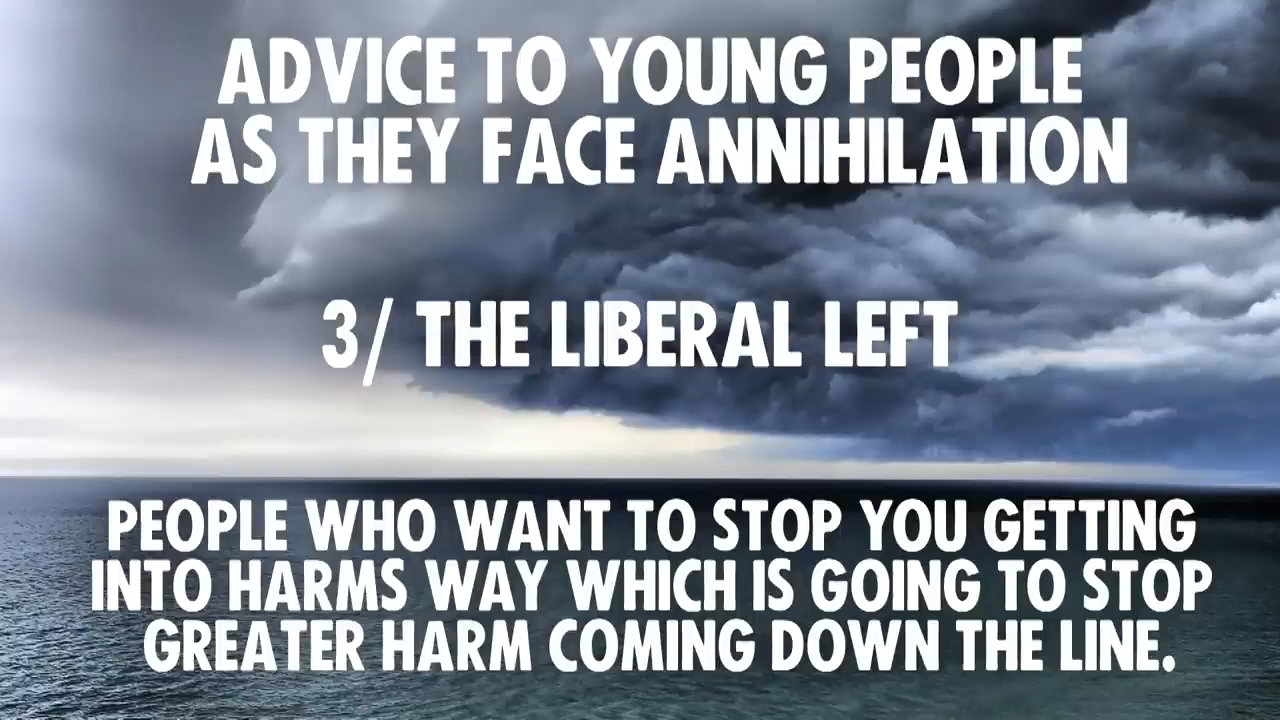 ADVICE TO YOUNG PEOPLE
AS THEY FACE ANNIHILATION
3/ THE LIBERAL LEFT
PEOPLE WHO WANT TO STOP YOU GETTING
INTO HARMS WAY WHICH IS GOING TO STOP
GREATER HARM COMING DOWN THE LINE.